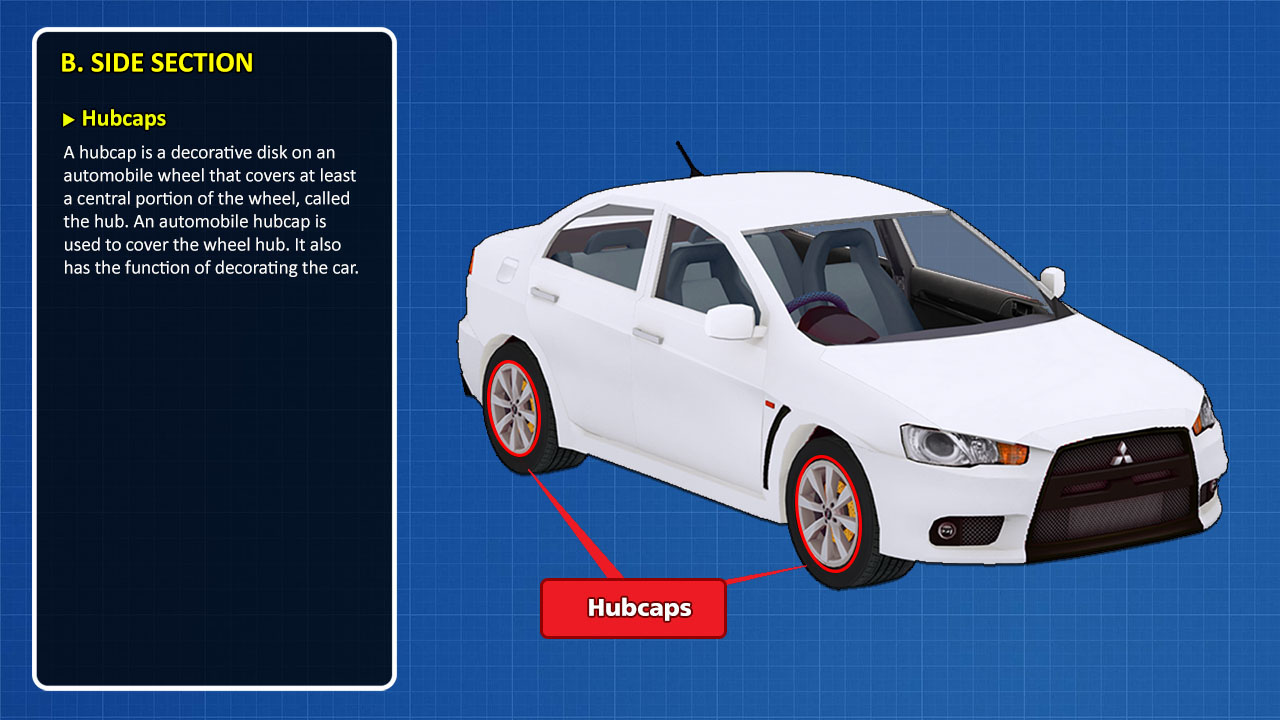 B. SIDE SECTION
Hubcaps
A hubcap is a decorative disk on an
automobile wheel that covers at least
a central portion of the wheel, called
the hub. An automobile hubcap is
used to cover the wheel hub. It also
has the function of decorating the car.
Hubcaps